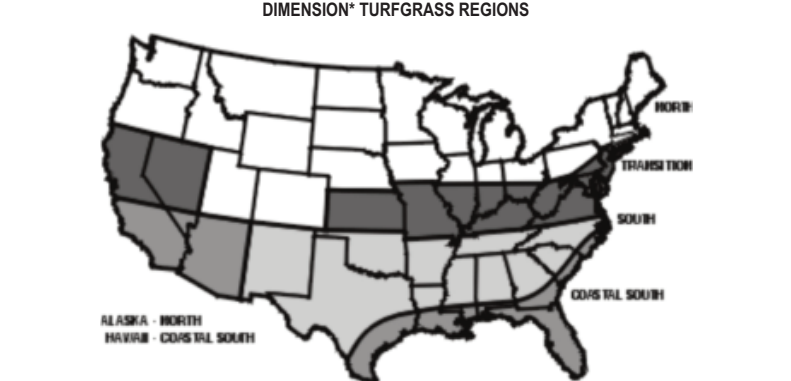 DIMENSION* TURFGRASS REGIONS
NORTH
TRANSITION
SOUTH
COASTAL SOUTH
ALASKA - NORTH
HAWAII - COASTAL SOUTH